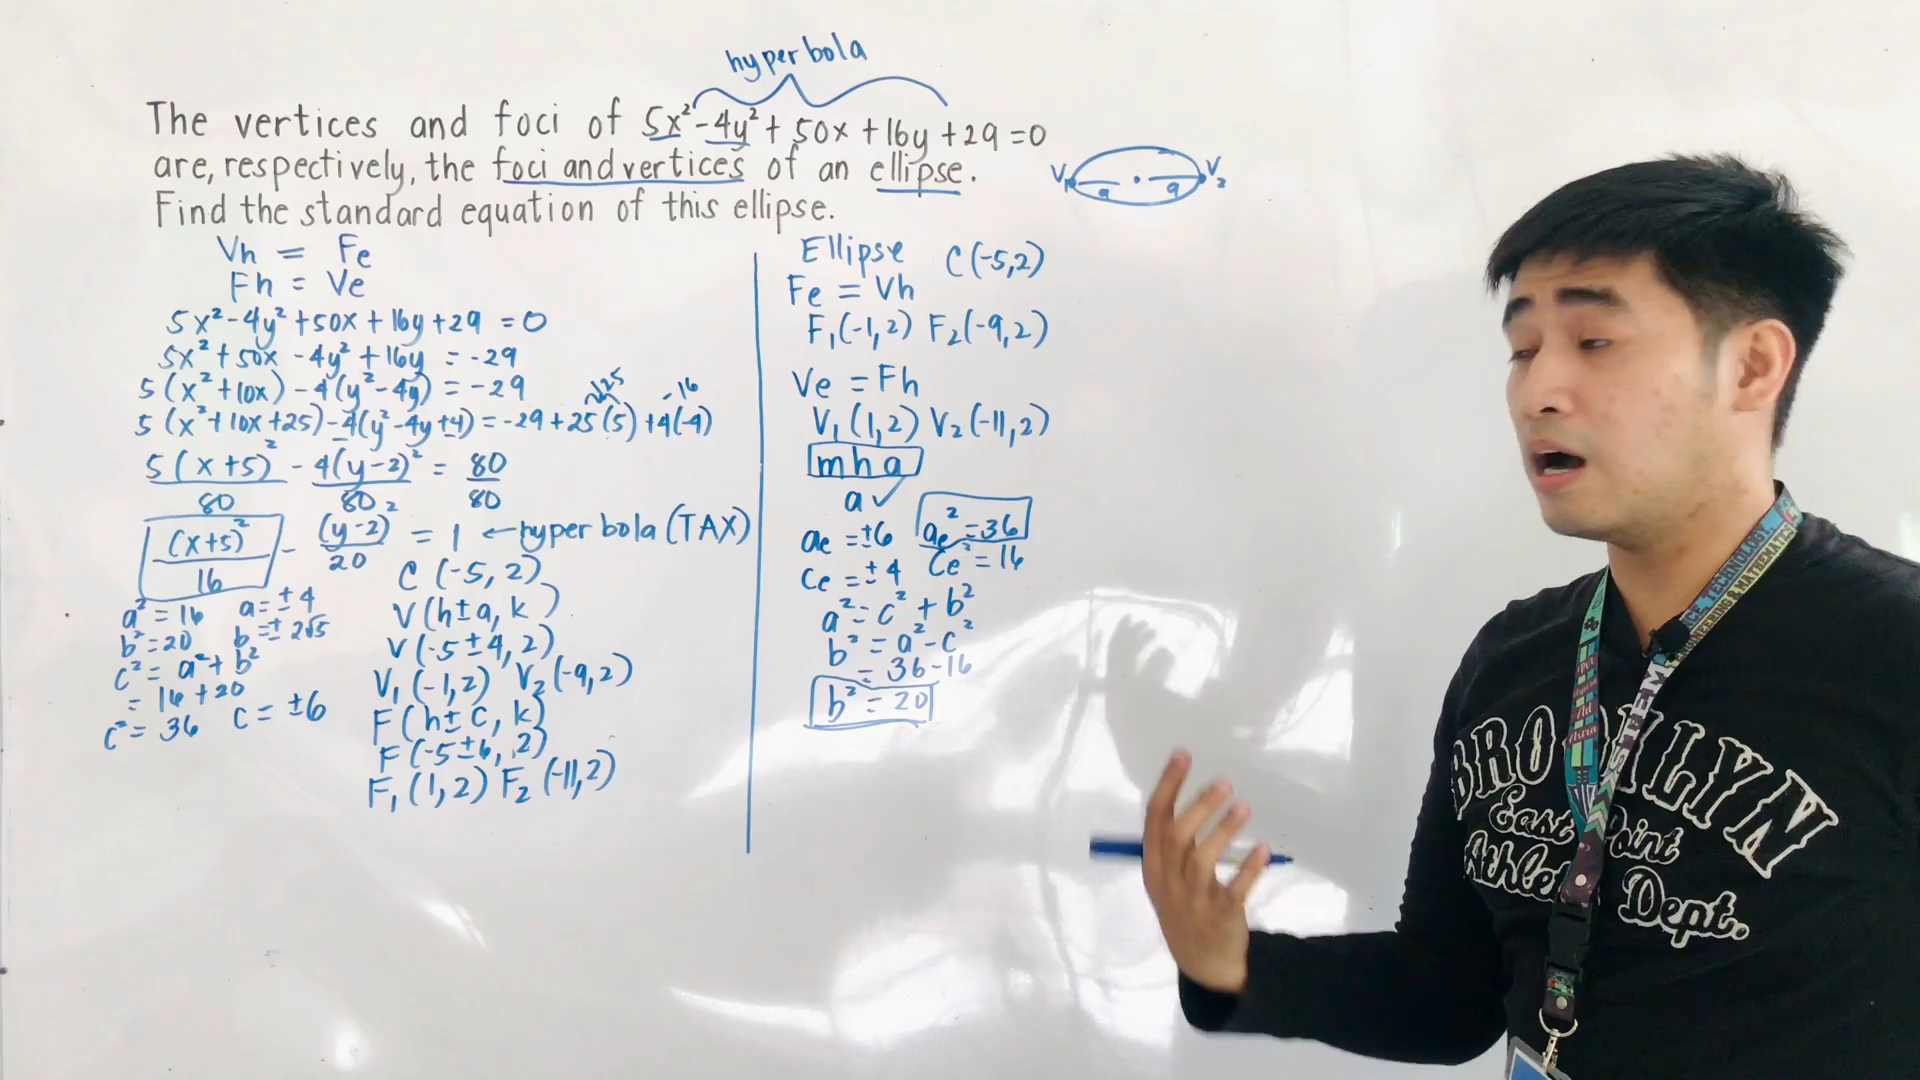 hyperbola
The vertices and foci of 5x²-4y²+50x+16y+29=0
are, respectively, the foci and vertices of an ellipse.
Find the standard equation of this ellipse.
V₁ a a V₂
Vh = Fe
Fh = Ve
5x²-4y²+50x+16y+29=0
5x²+50x-4y²+16y=-29
5(x²+10x)-4(y²-4y)=-29
125 -16
5(x²+10x+25)-4(y²-4y+4)=-29+25(5)+4(-4)
5(x+5)² - 4(y-2)² = 80
80 80 80
(x+5)² - (y-2)² = 1 ← hyperbola (TAX)
16 20
a²=16 a=±4
b²=20 b=±2√5
c²=a²+b²
=16+20
c²=36 c=±6
C(-5,2)
V(h±a,k)
V(-5±4,2)
V₁(-1,2) V₂(-9,2)
F(h±c,k)
F(-5±6,2)
F₁(1,2) F₂(-11,2)
Ellipse C(-5,2)
Fe = Vh
F₁(-1,2) F₂(-9,2)
Ve = Fh
V₁(1,2) V₂(-11,2)
mha
a ✓
ae=±6 ae²=36
ce=±4 ce²=16
a²=c²+b²
b²=a²-c²
=36-16
b²=20
BROOKLYN
East Point
Athletic Dept.